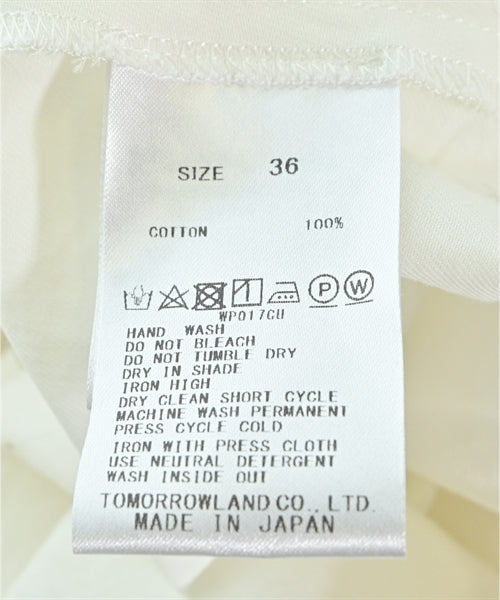 SIZE 36
COTTON 100%
P W
WP017CU
HAND WASH
DO NOT BLEACH
DO NOT TUMBLE DRY
DRY IN SHADE
IRON HIGH
DRY CLEAN SHORT CYCLE
MACHINE WASH PERMANENT
PRESS CYCLE COLD
IRON WITH PRESS CLOTH
USE NEUTRAL DETERGENT
WASH INSIDE OUT
TOMORROWLAND CO., LTD.
MADE IN JAPAN